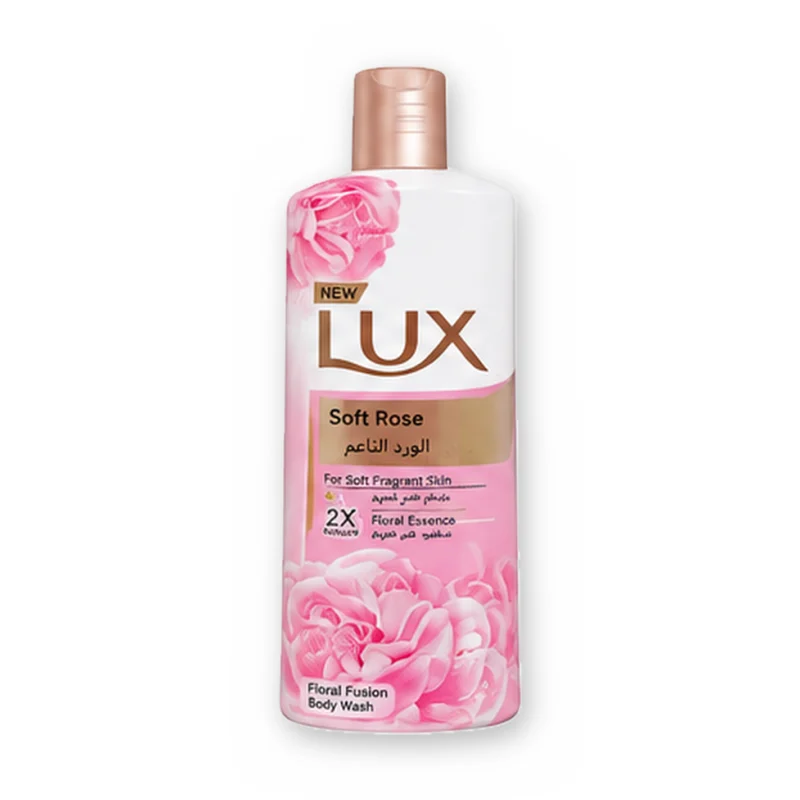 NEW
LUX
Soft Rose
الورد الناعم
For Soft Fragrant Skin
2X
Floral Essence
Floral Fusion
Body Wash